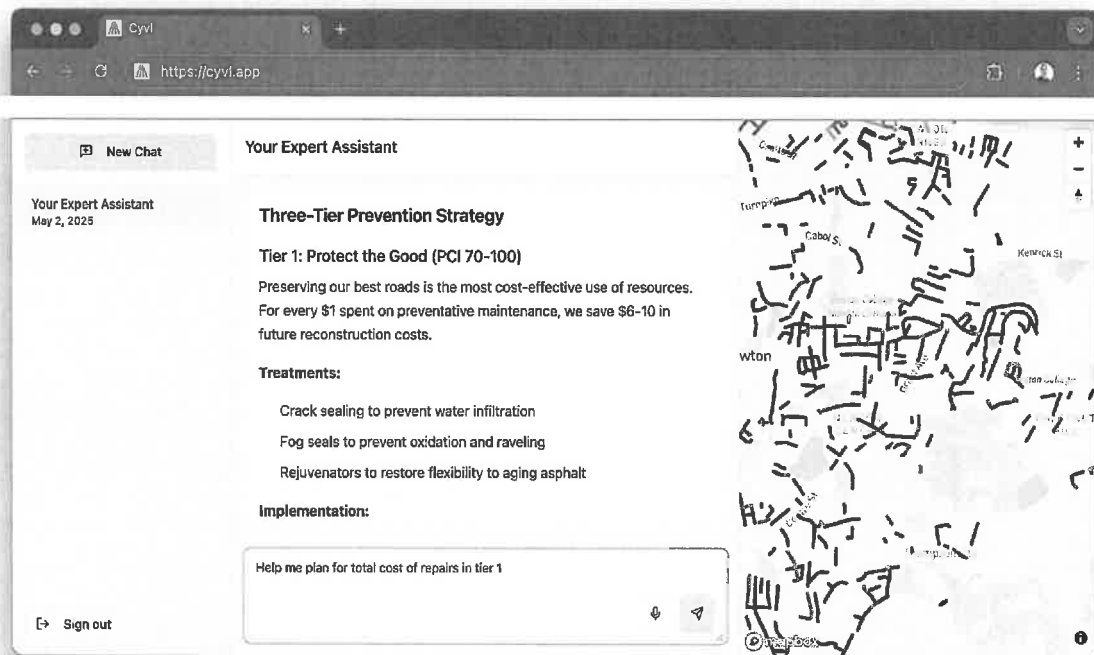 Cyvl
https://cyvl.app
New Chat
Your Expert Assistant
May 2, 2025
Sign out
Your Expert Assistant
Three-Tier Prevention Strategy
Tier 1: Protect the Good (PCI 70-100)
Preserving our best roads is the most cost-effective use of resources.
For every $1 spent on preventative maintenance, we save $6-10 in
future reconstruction costs.
Treatments:
Crack sealing to prevent water infiltration
Fog seals to prevent oxidation and raveling
Rejuvenators to restore flexibility to aging asphalt
Implementation:
Help me plan for total cost of repairs in tier 1
Cabot St
Kenrick St
wton
mapbox